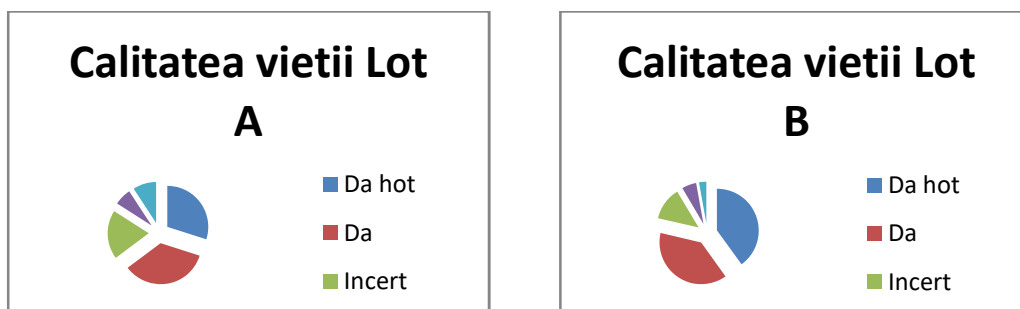 Calitatea vietii Lot
A
Da hot
Da
Incert
Calitatea vietii Lot
B
Da hot
Da
Incert